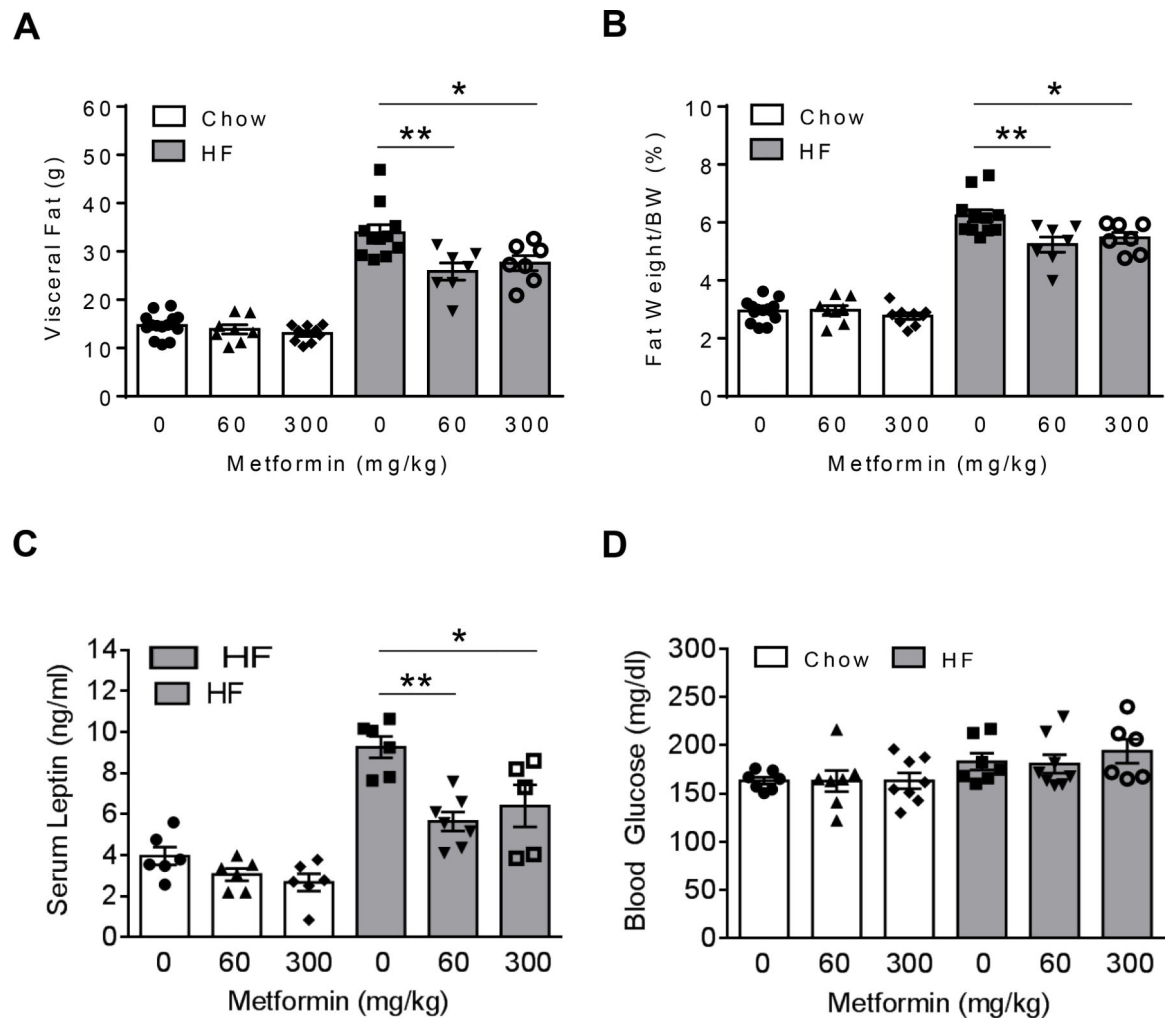 A
Visceral Fat (g)
60
50
40
30
20
10
0
Chow
HF
*
**
0 60 300 0 60 300
Metformin (mg/kg)
B
Fat Weight/BW (%)
10
8
6
4
2
0
Chow
HF
*
**
0 60 300 0 60 300
Metformin (mg/kg)
C
Serum Leptin (ng/ml)
14
12
10
8
6
4
2
0
HF
HF
*
**
0 60 300 0 60 300
Metformin (mg/kg)
D
Blood Glucose (mg/dl)
300
250
200
150
100
50
0
Chow HF
0 60 300 0 60 300
Metformin (mg/kg)